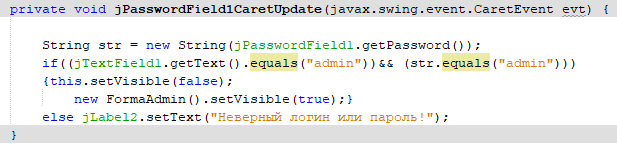 private void jPasswordField1CaretUpdate(javax.swing.event.CaretEvent evt) {
String str = new String(jPasswordField1.getPassword());
if((jTextField1.getText().equals("admin"))&& (str.equals("admin")))
{this.setVisible(false);
new FormaAdmin().setVisible(true);}
else jLabel2.setText("Неверный логин или пароль!");
}